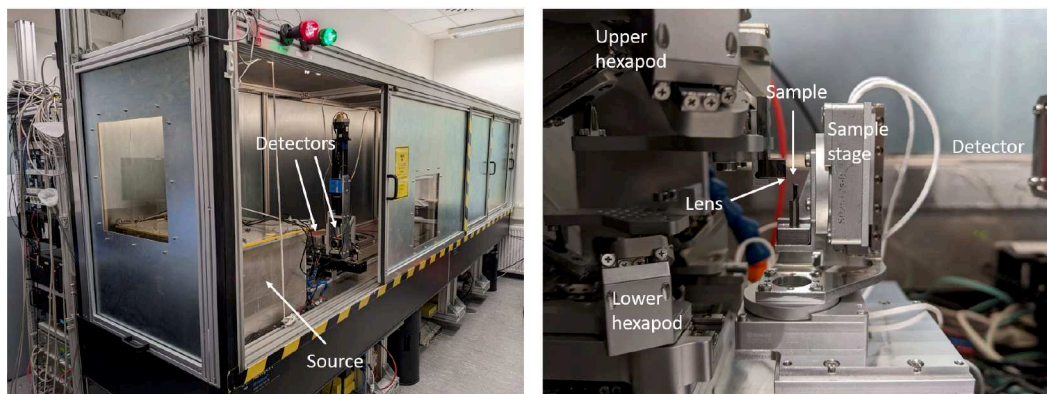 Detectors
Source
Upper
hexapod
Sample
Sample
stage
Detector
Lens
Lower
hexapod